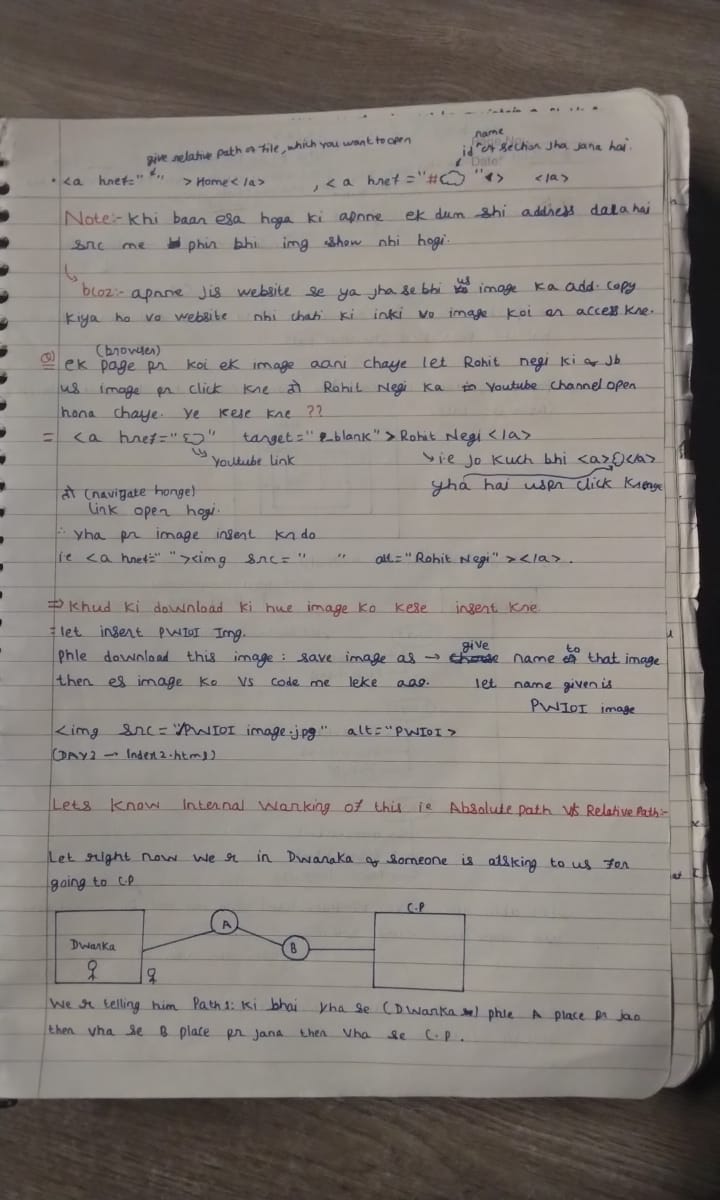 give relative path of file, which you want to open
name
id of section jha jana hai.
• <a href=" " > Home </a> , <a href="# " > </a>
Note:- Khi baan esa hoga ki apnne ek dum shi address dala hai
src me phir bhi img show nhi hogi.
bcoz:- apnne jis website se ya jha se bhi us image ka add. copy
kiya ho vo website nhi chati ki inki vo image koi or access kre.
(browser)
Q) ek page pr koi ek image aani chaye let Rohit negi ki or jb
us image pr click kre to Rohit Negi ka Youtube channel open
hona chaye. Ye kese kre ??
= <a href=" " target="_blank" > Rohit Negi </a>
Youtube link
ie jo kuch bhi <a> </a>
yha hai uspr click krenge
to (navigate honge)
link open hogi.
∴ yha pr image insert kr do
ie <a href=" "><img src=" " alt="Rohit Negi" ></a>.
⇒ Khud ki download ki hue image ko kese insert kre
= let insert PWIOI Img.
Phle download this image : save image as → give name to that image
then es image ko VS code me leke aao. let name given is
PWIOI image
<img src="/PWIOI image.jpg" alt="PWIOI >
(DAY2 → Index2.html)
Lets Know Internal Warking of this ie Absolute path vs Relative Path:-
Let right now we r in Dwaraka & someone is atsking to us for
going to C.P
C.P
A
B
Dwarka
We r telling him Paths: ki bhai yha se (Dwarka se) phle A place pr jao
then vha se B place pr jana then vha se C.P.